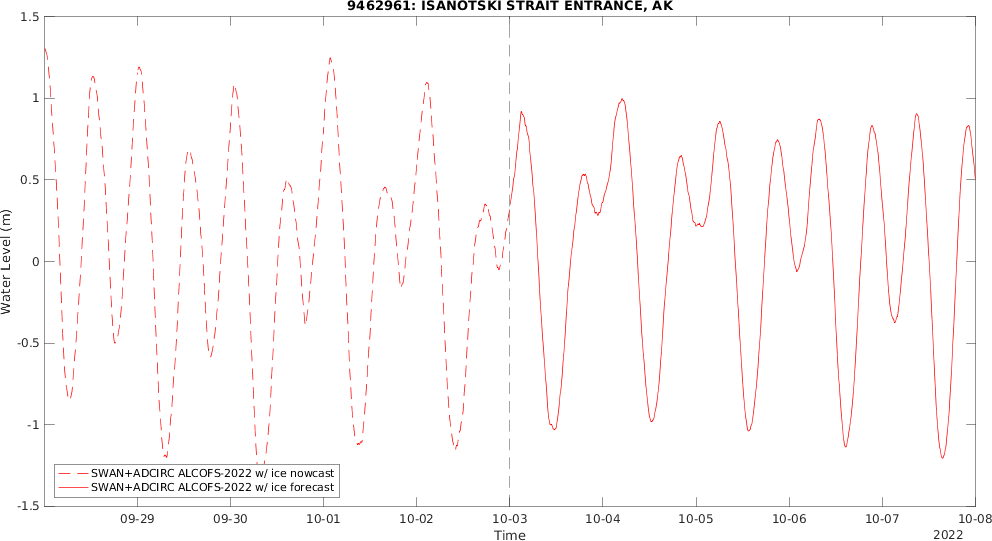 9462961: ISANOTSKI STRAIT ENTRANCE, AK
1.5
1
0.5
0
-0.5
-1
-1.5
Water Level (m)
SWAN+ADCIRC ALCOFS-2022 w/ ice nowcast
SWAN+ADCIRC ALCOFS-2022 w/ ice forecast
09-29 09-30 10-01 10-02 10-03 10-04 10-05 10-06 10-07 10-08
Time
2022